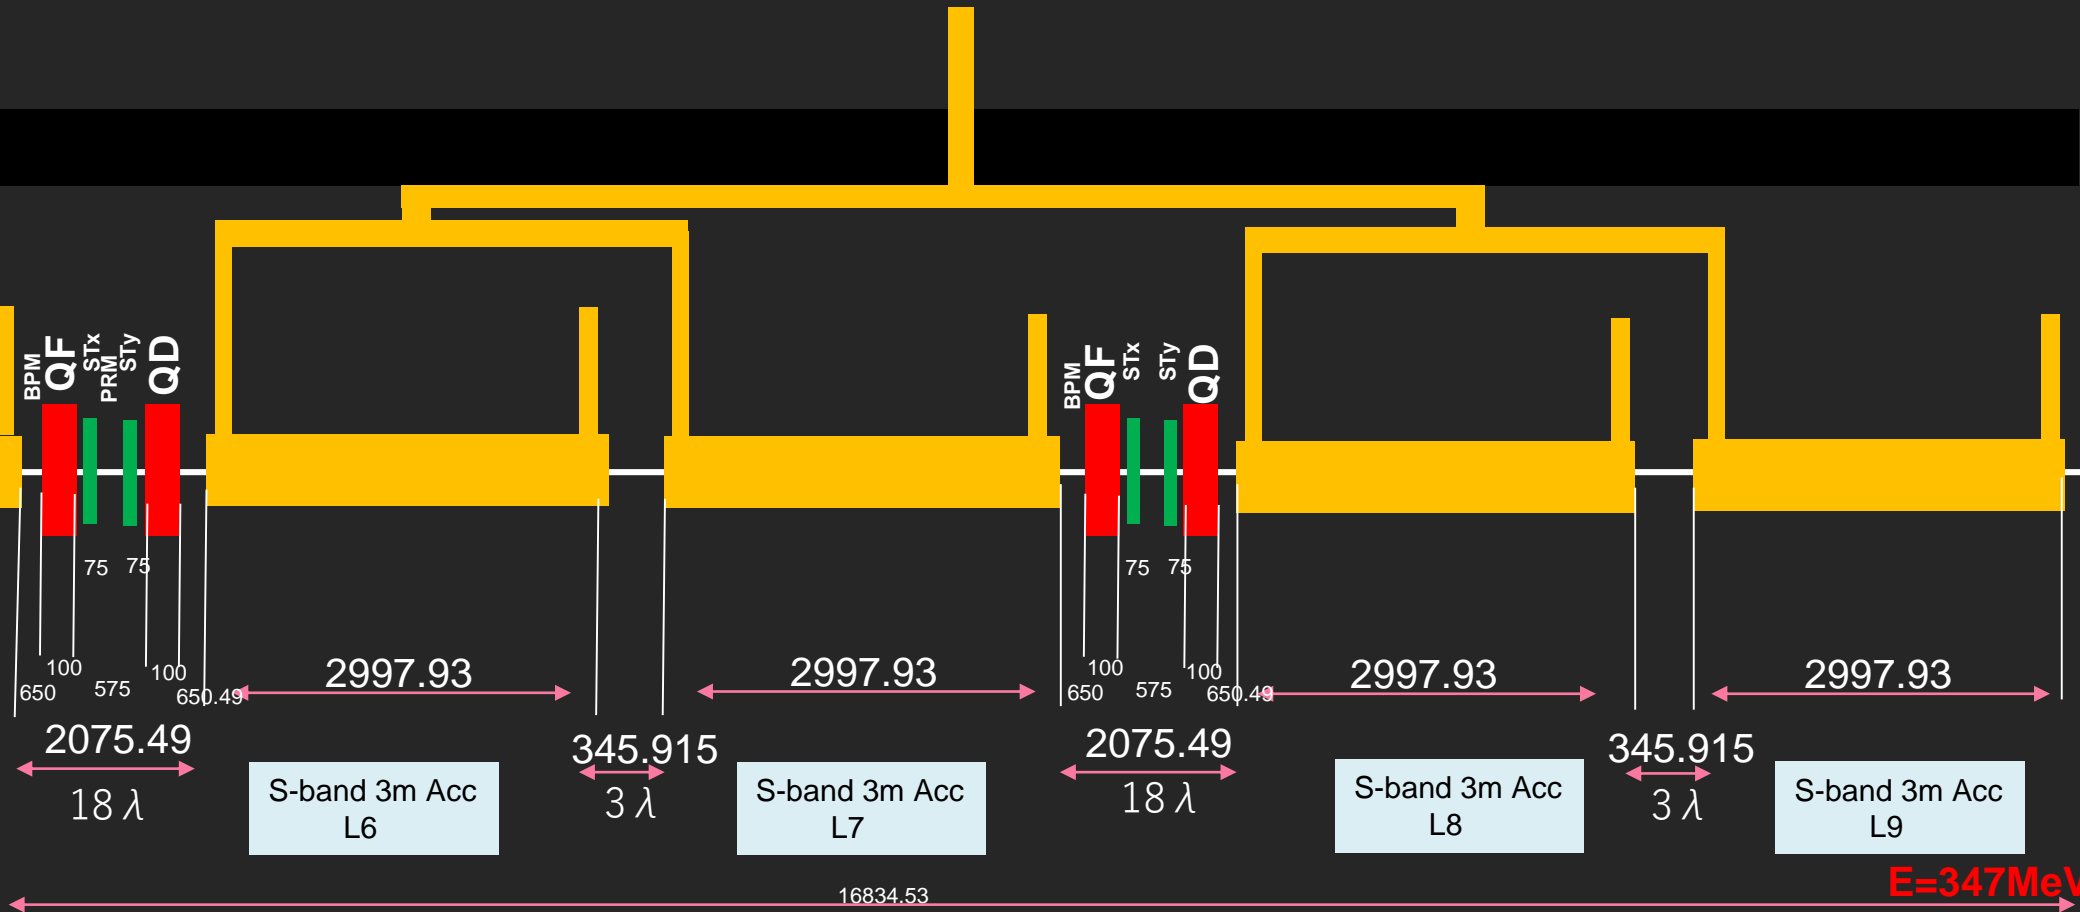 BPM
QF
STx
PRM
STy
QD
BPM
QF
STx
STy
QD
75
75
75
75
100
100
2997.93
2997.93
100
100
2997.93
2997.93
650
575
650.49
650
575
650.49
2075.49
345.915
2075.49
345.915
18 λ
3 λ
18 λ
3 λ
S-band 3m Acc
L6
S-band 3m Acc
L7
S-band 3m Acc
L8
S-band 3m Acc
L9
E=347MeV
16834.53